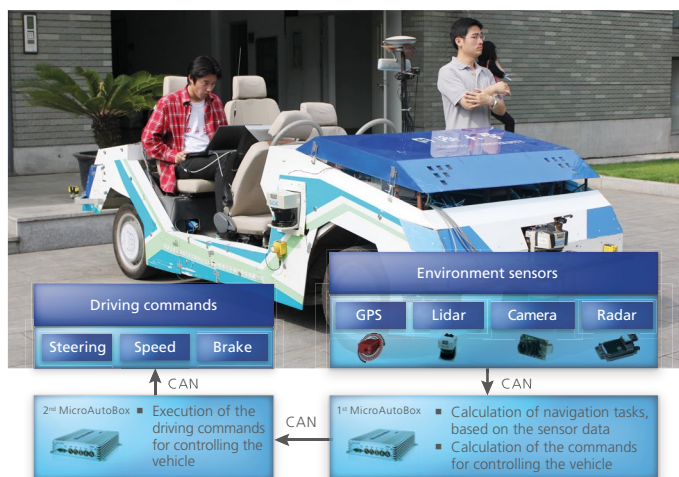 Environment sensors
GPS
Lidar
Camera
Radar
Driving commands
Steering
Speed
Brake
CAN
CAN
2nd MicroAutoBox
■ Execution of the
driving commands
for controlling the
vehicle
CAN
1st MicroAutoBox
■ Calculation of navigation tasks,
based on the sensor data
■ Calculation of the commands
for controlling the vehicle